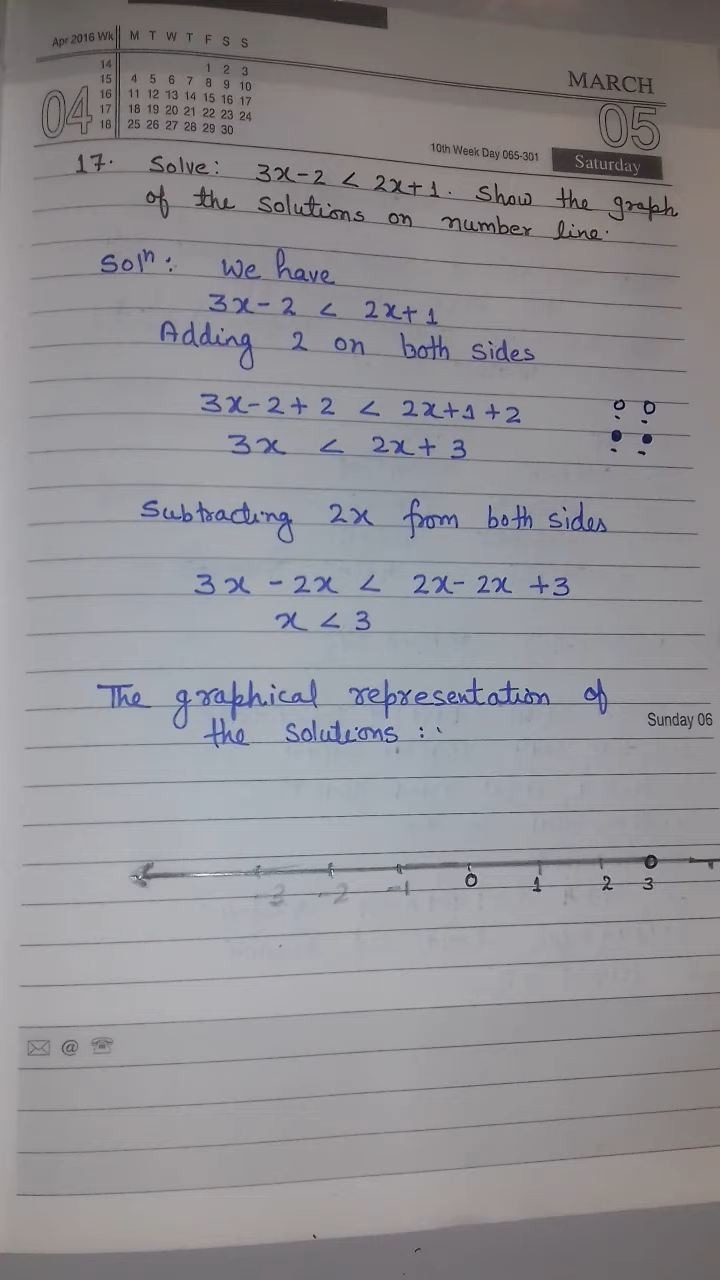 Apr 2016 Wk M T W T F S S
14 1 2 3
15 4 5 6 7 8 9 10
16 11 12 13 14 15 16 17
17 18 19 20 21 22 23 24
18 25 26 27 28 29 30
04
MARCH
05
10th Week Day 065-301
Saturday
17. Solve: 3x-2 < 2x+1. Show the graph
of the solutions on number line.
Solⁿ: We have
3x-2 < 2x+1
Adding 2 on both sides
3x-2+2 < 2x+1+2
3x < 2x+3
Subtracting 2x from both sides
3x -2x < 2x-2x +3
x < 3
The graphical representation of
the solutions :.
Sunday 06
-3 -2 -1 0 1 2 3
@